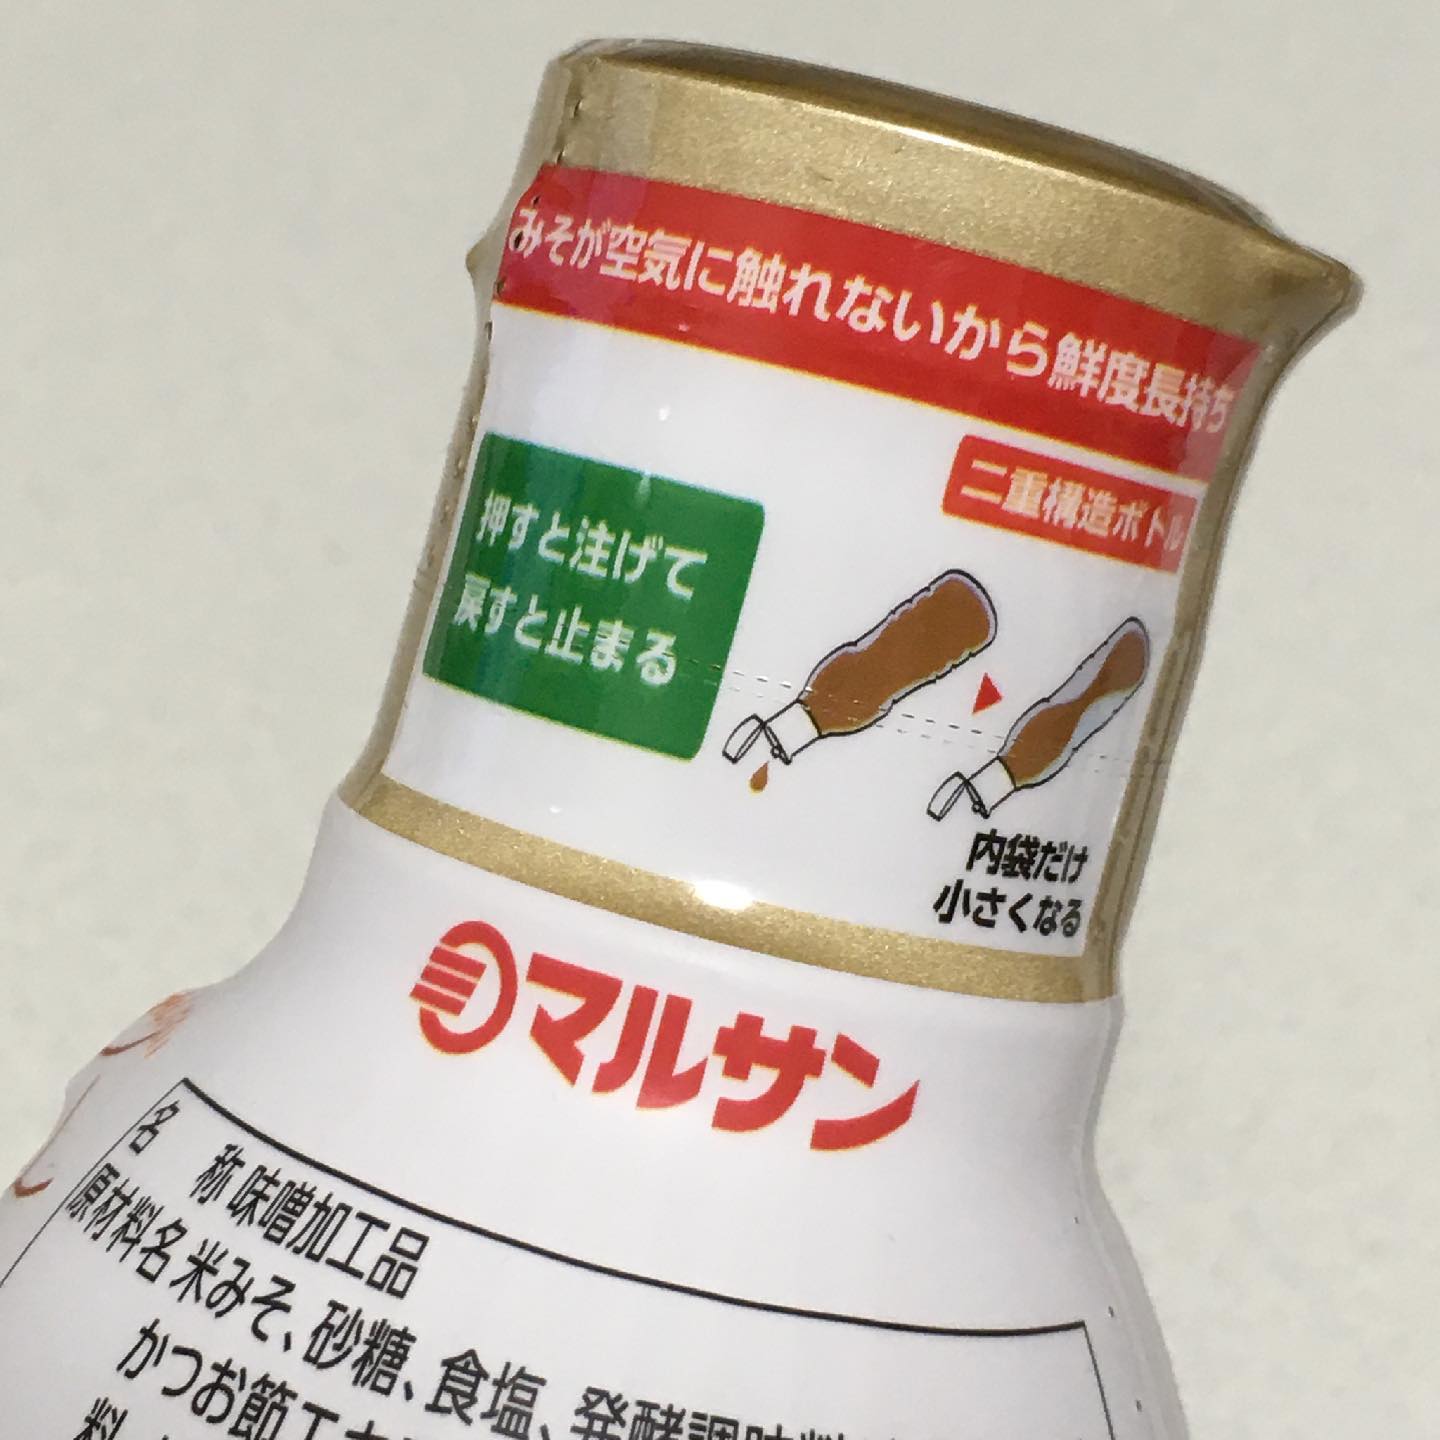 みそが空気に触れないから鮮度長持ち
二重構造ボトル
押すと注げて
戻すと止まる
内袋だけ
小さくなる
マルサン
名 称 味噌加工品
原材料名 米みそ、砂糖、食塩、発酵調味料
かつお節エキ
料